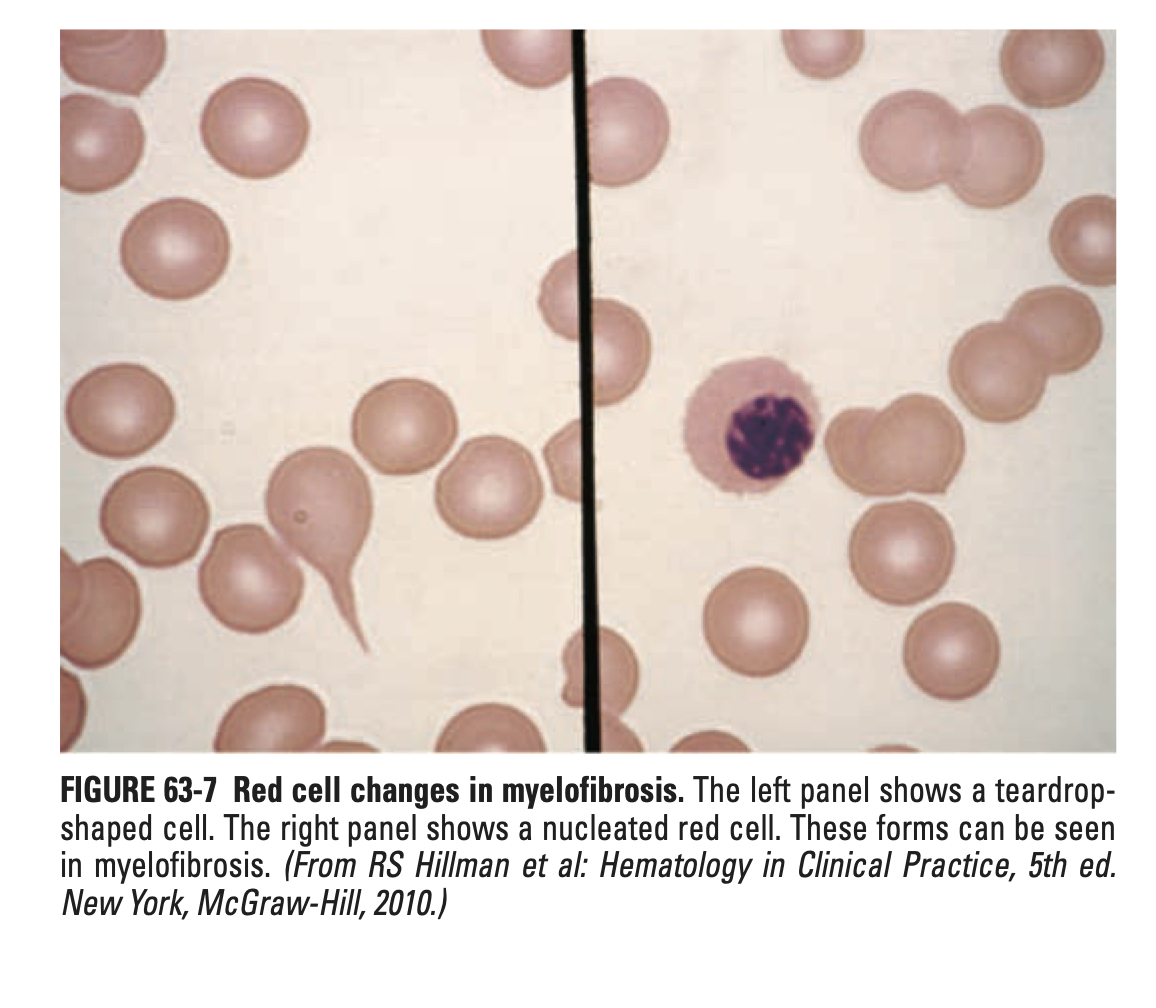 FIGURE 63-7 Red cell changes in myelofibrosis. The left panel shows a teardrop-
shaped cell. The right panel shows a nucleated red cell. These forms can be seen
in myelofibrosis. (From RS Hillman et al: Hematology in Clinical Practice, 5th ed.
New York, McGraw-Hill, 2010.)